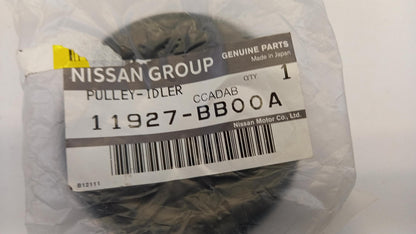 GENUINE PARTS
Made in Japan
NISSAN GROUP
QTY 1
PULLEY-IDLER
CCADAB
11927-BB00A
Nissan Motor Co., Ltd.
B12111